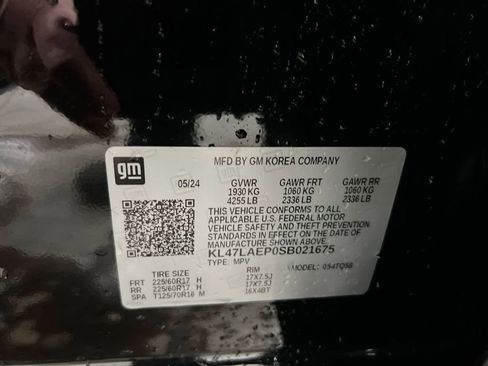 gm
MFD BY GM KOREA COMPANY
05/24 GVWR GAWR FRT GAWR RR
1930 KG 1060 KG 1060 KG
4255 LB 2336 LB 2336 LB
THIS VEHICLE CONFORMS TO ALL
APPLICABLE U.S. FEDERAL MOTOR
VEHICLE SAFETY AND THEFT PREVENTION
STANDARDS IN EFFECT ON THE DATE OF
MANUFACTURE SHOWN ABOVE.
KL47LAEP0SB021675
TYPE: MPV MODEL:
TIRE SIZE RIM
FRT 225/60R17 H 17X7.5J
RR 225/60R17 H 17X7.5J
SPA T125/70R16 M 16X4BT